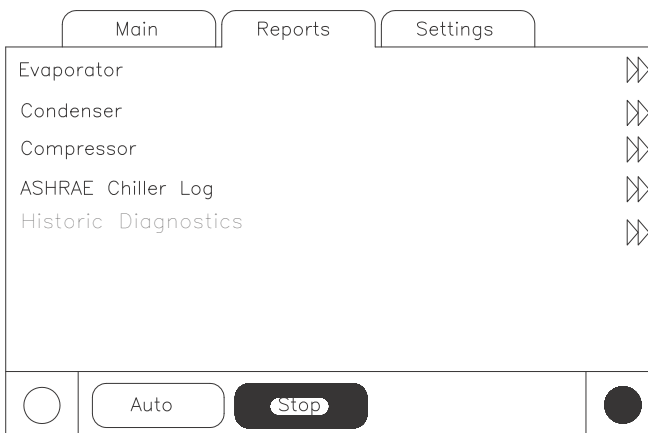 Main Reports Settings
Evaporator
Condenser
Compressor
ASHRAE Chiller Log
Historic Diagnostics
Auto Stop